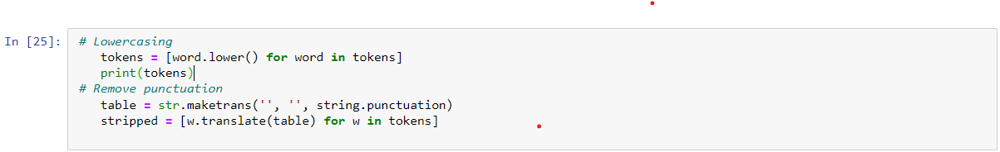 In [25]: # Lowercasing
tokens = [word.lower() for word in tokens]
print(tokens)
# Remove punctuation
table = str.maketrans('', '', string.punctuation)
stripped = [w.translate(table) for w in tokens]